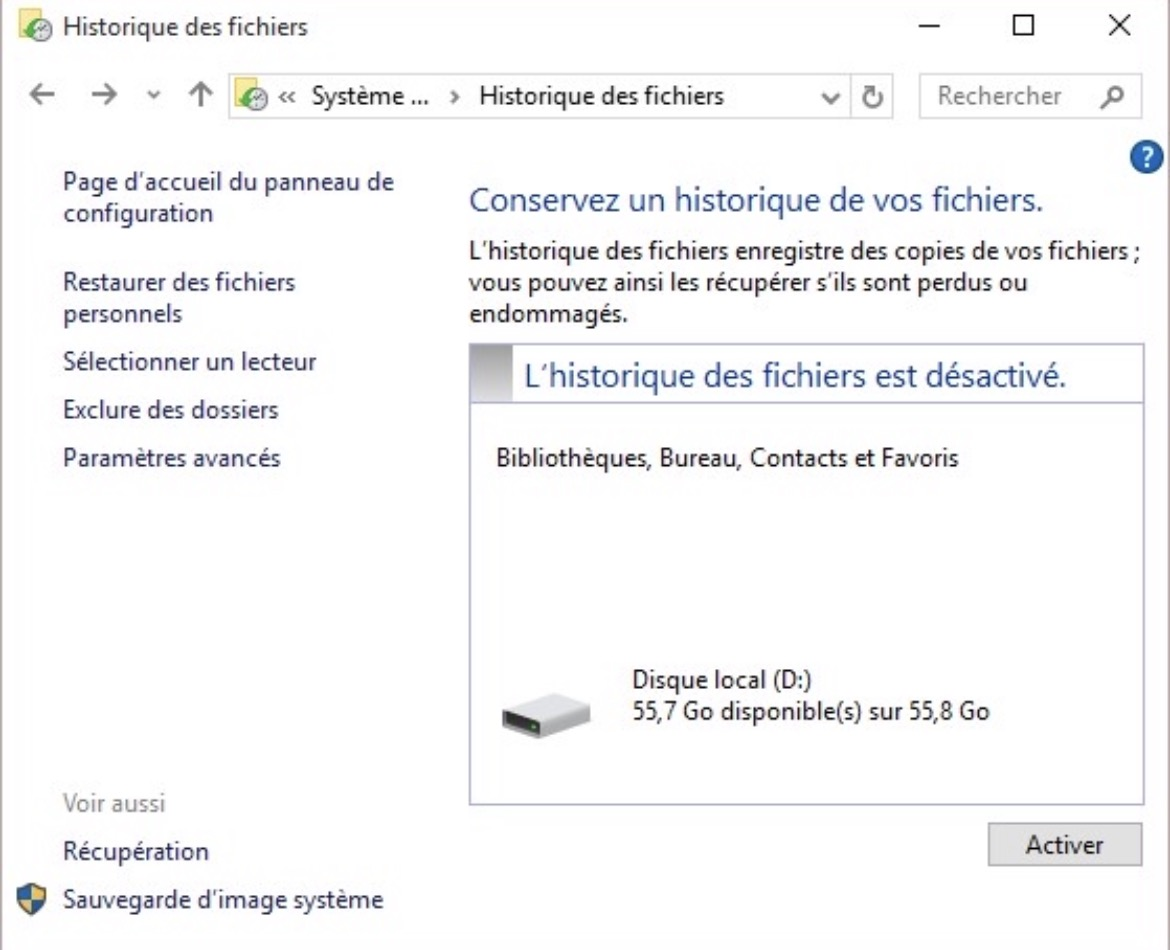 Historique des fichiers
« Système ... › Historique des fichiers
Rechercher
?
Page d'accueil du panneau de
configuration
Restaurer des fichiers
personnels
Sélectionner un lecteur
Exclure des dossiers
Paramètres avancés
Conservez un historique de vos fichiers.
L'historique des fichiers enregistre des copies de vos fichiers ;
vous pouvez ainsi les récupérer s'ils sont perdus ou
endommagés.
L'historique des fichiers est désactivé.
Bibliothèques, Bureau, Contacts et Favoris
Disque local (D:)
55,7 Go disponible(s) sur 55,8 Go
Activer
Voir aussi
Récupération
Sauvegarde d'image système